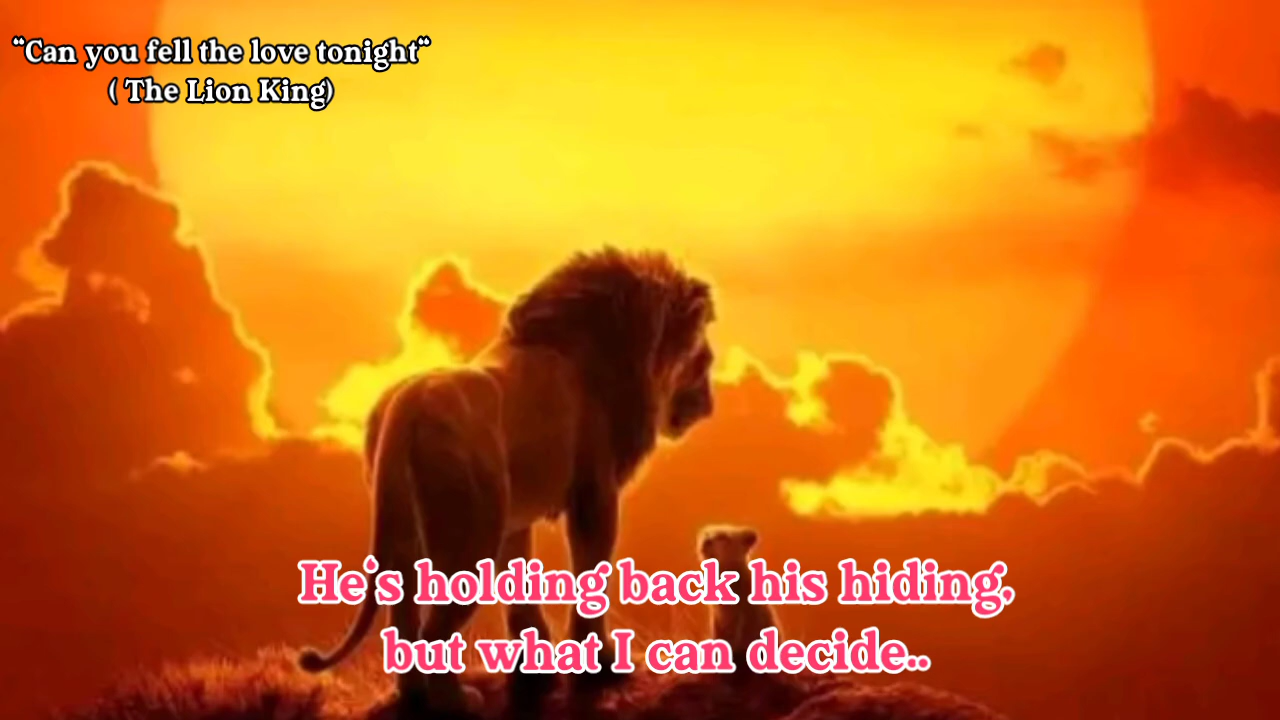 “Can you fell the love tonight“
( The Lion King)
He‘s holding back his hiding,
but what I can decide..